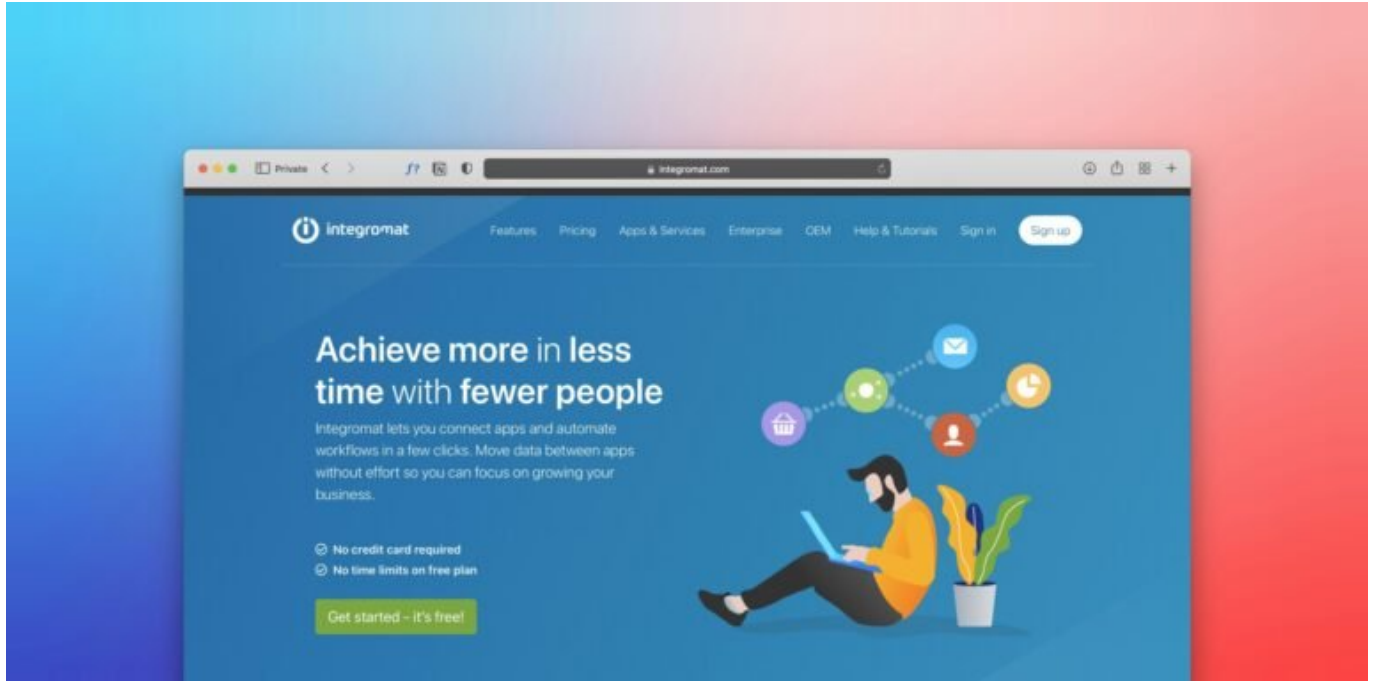 Private
integromat.com
integromat
Features Pricing Apps & Services Enterprise OEM Help & Tutorials Sign in Sign up
Achieve more in less
time with fewer people
Integromat lets you connect apps and automate
workflows in a few clicks. Move data between apps
without effort so you can focus on growing your
business.
No credit card required
No time limits on free plan
Get started – it's free!